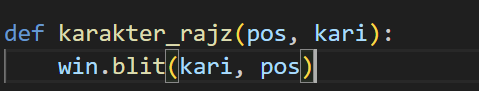 def karakter_rajz(pos, kari):
    win.blit(kari, pos)